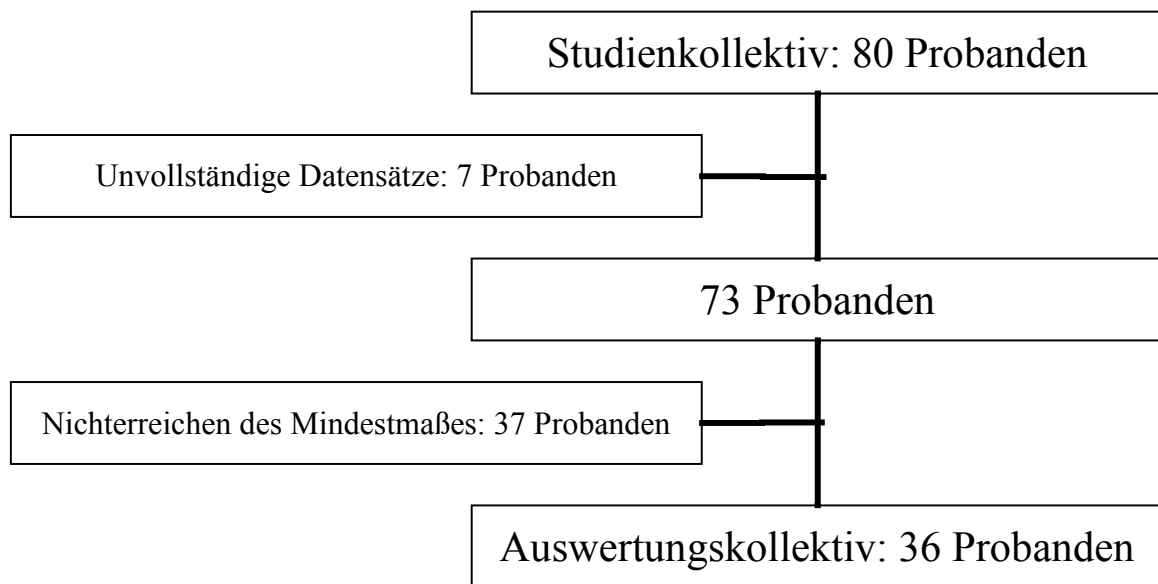 Studienkollektiv: 80 Probanden
Unvollständige Datensätze: 7 Probanden
73 Probanden
Nichterreichen des Mindestmaßes: 37 Probanden
Auswertungskollektiv: 36 Probanden